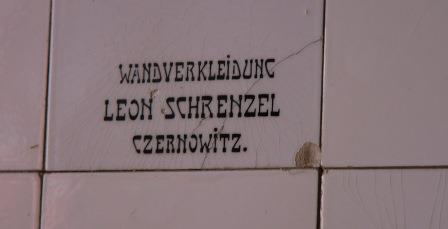 WANDVERKLEIDUNG
LEON SCHRENZEL
CZERNOWITZ.